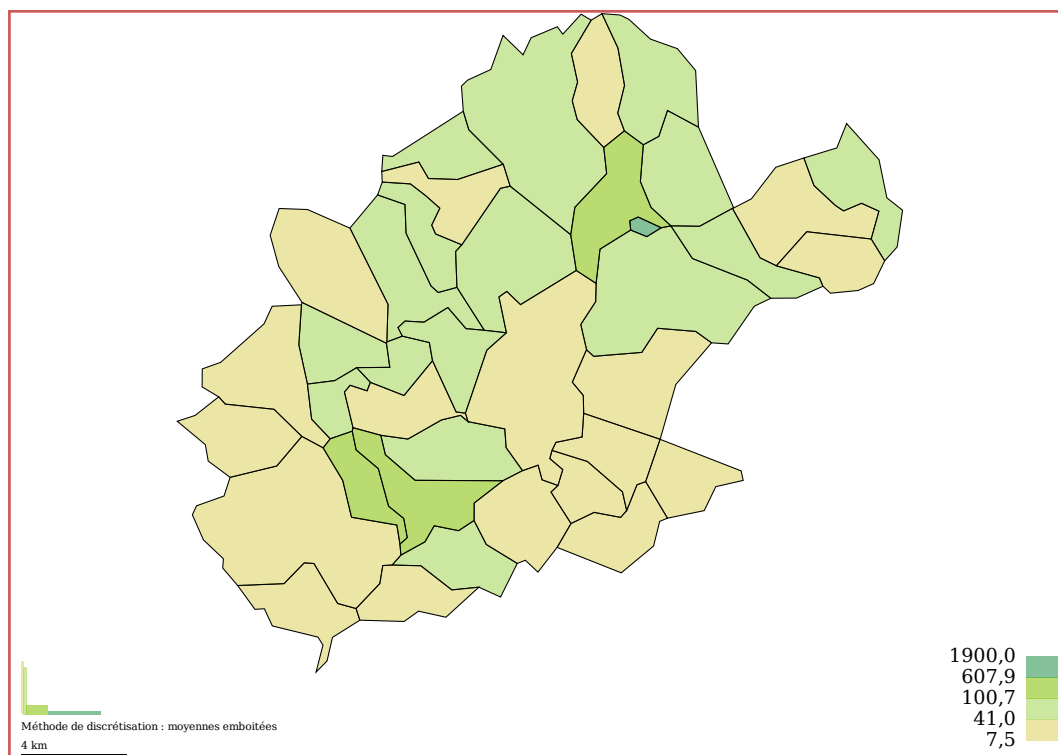 1900,0
607,9
100,7
41,0
7,5
Méthode de discrétisation : moyennes emboitées
4 km